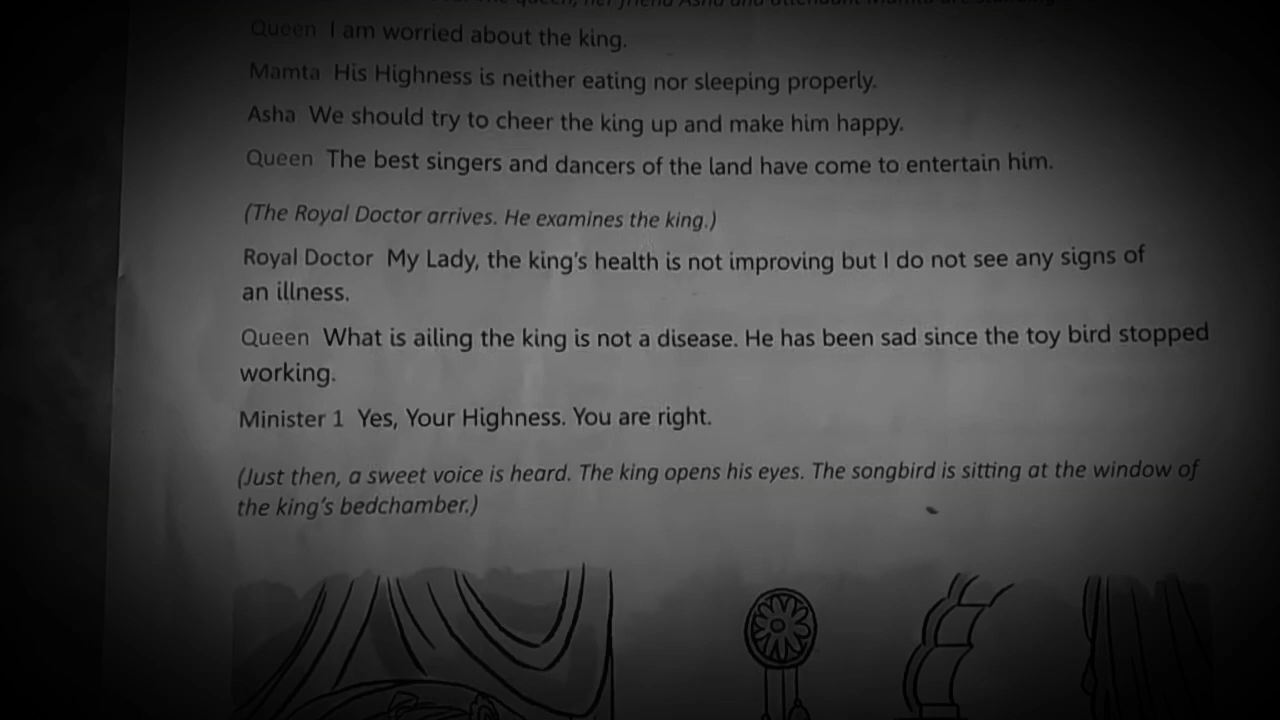 Queen I am worried about the king.
Mamta His Highness is neither eating nor sleeping properly.
Asha We should try to cheer the king up and make him happy.
Queen The best singers and dancers of the land have come to entertain him.
(The Royal Doctor arrives. He examines the king.)
Royal Doctor My Lady, the king's health is not improving but I do not see any signs of
an illness.
Queen What is ailing the king is not a disease. He has been sad since the toy bird stopped
working.
Minister 1 Yes, Your Highness. You are right.
(Just then, a sweet voice is heard. The king opens his eyes. The songbird is sitting at the window of
the king's bedchamber.)